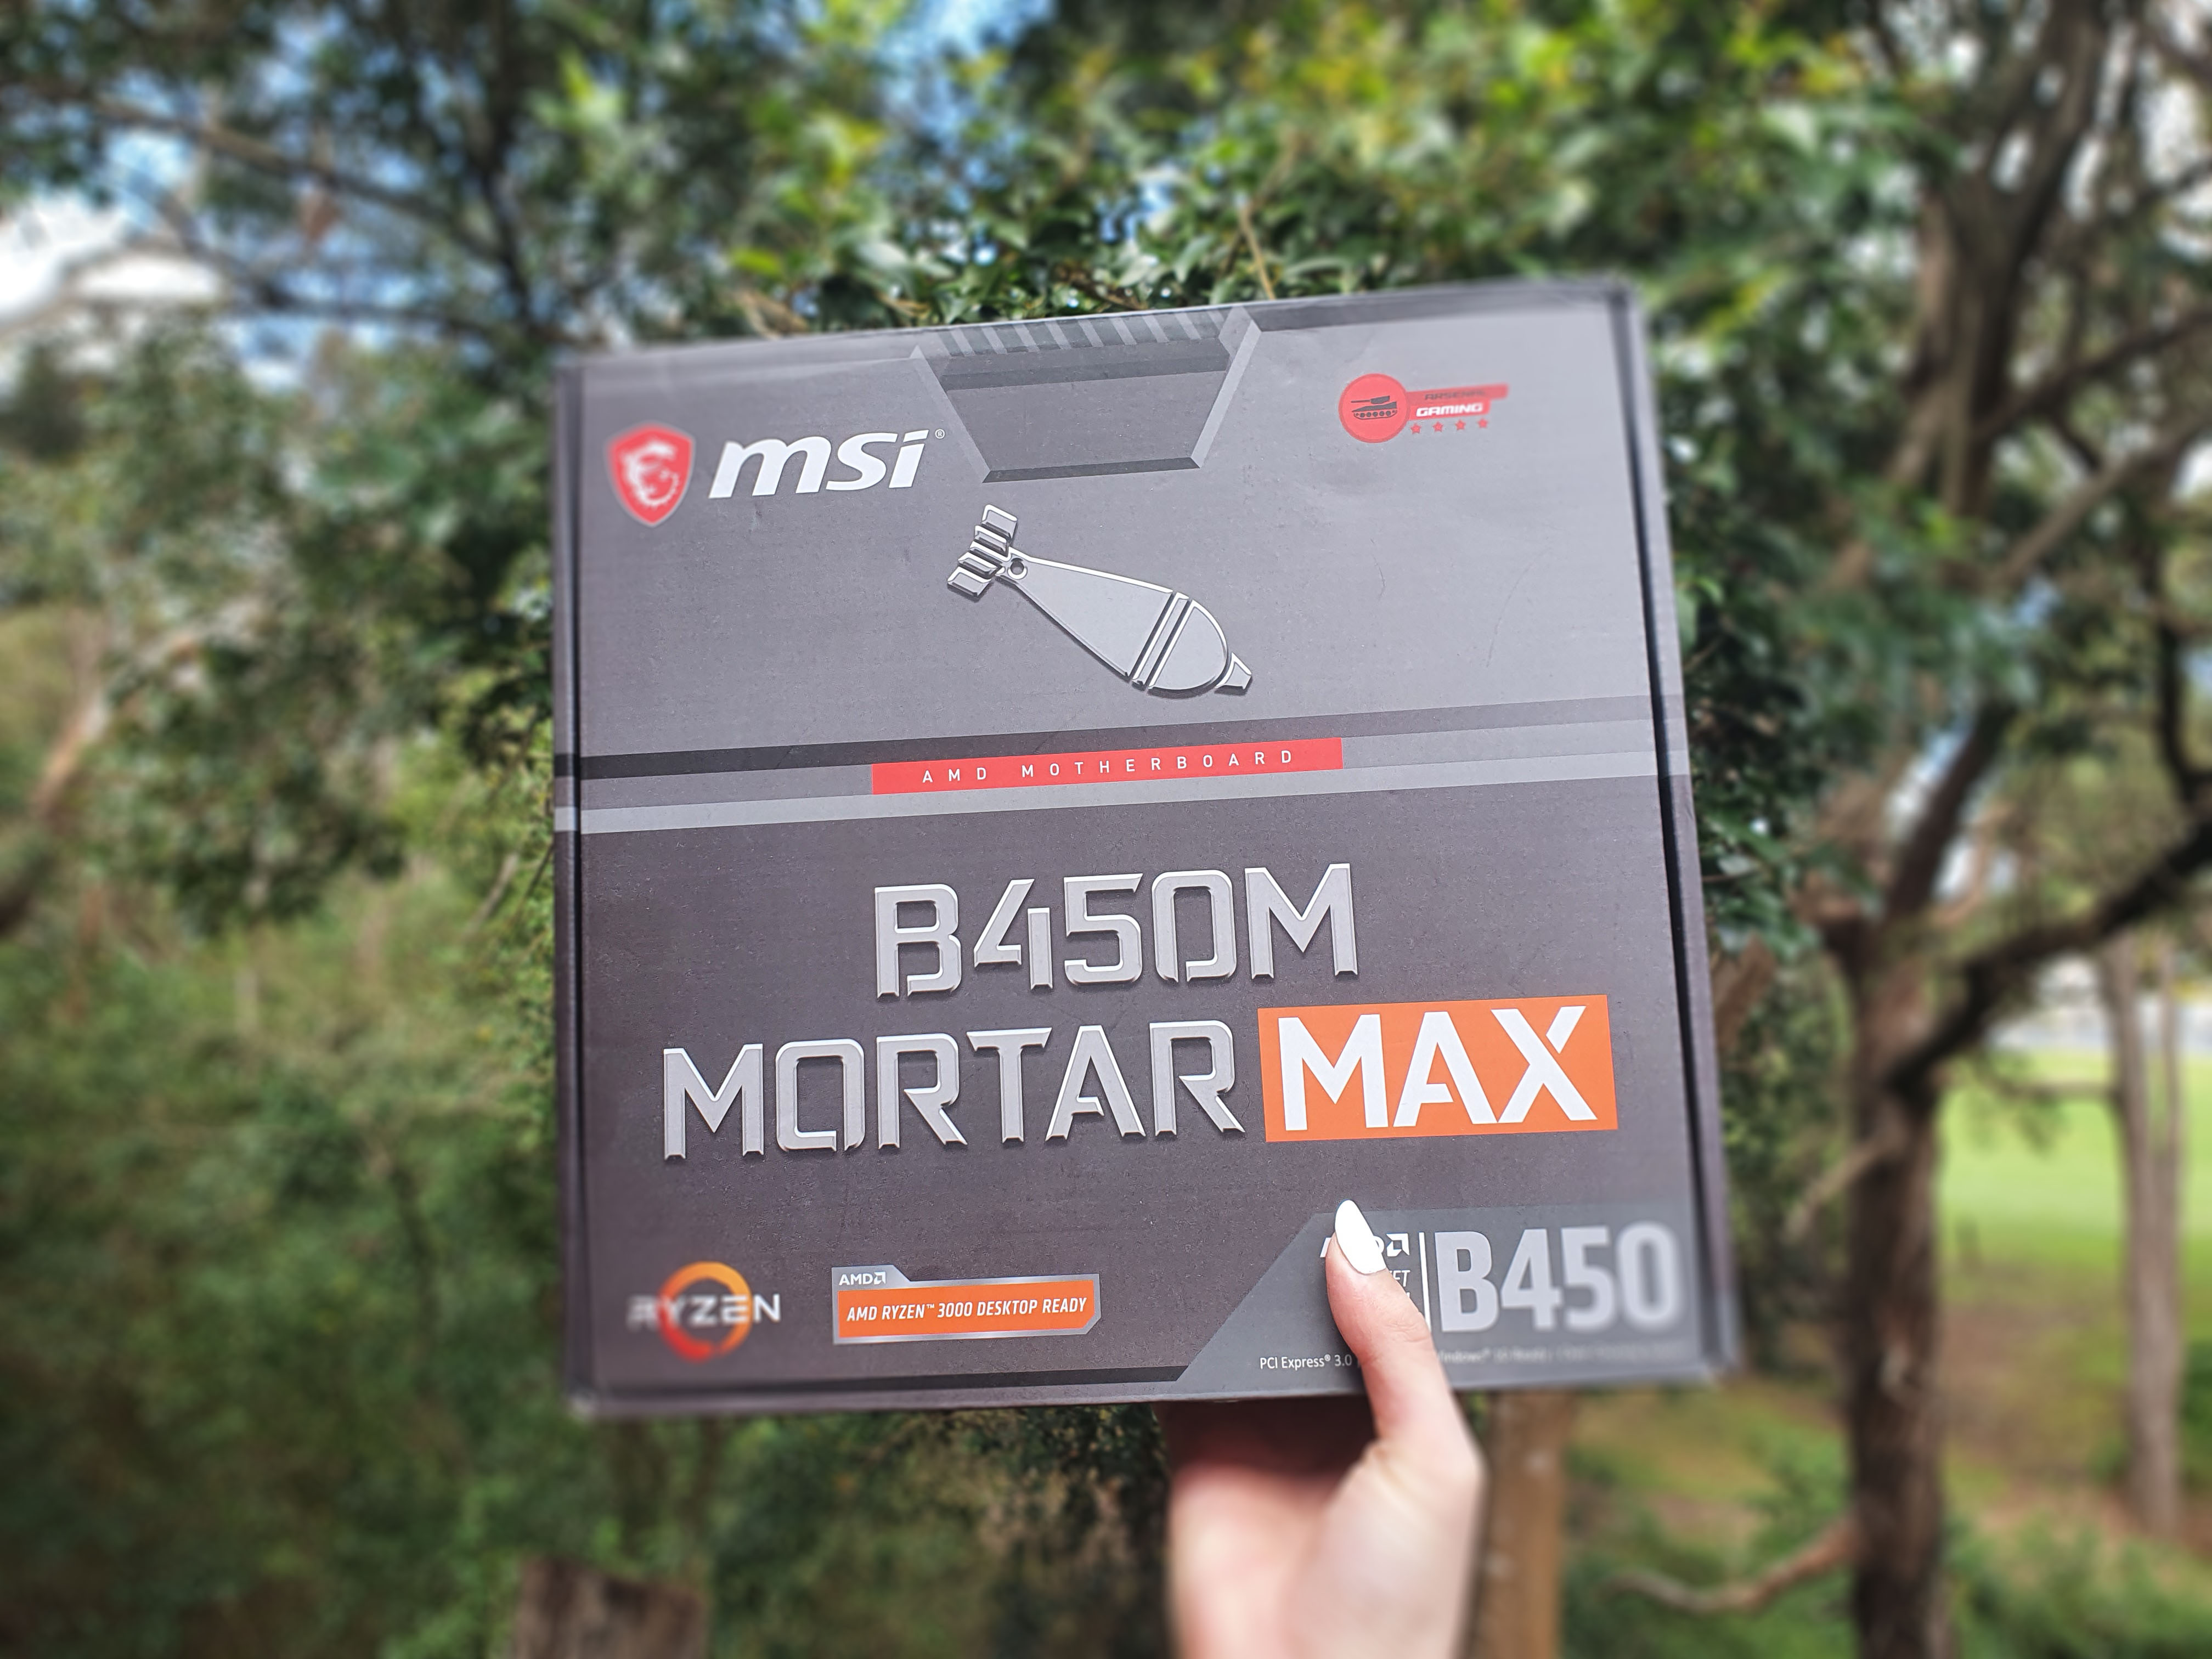 msi®
ARSENAL
GAMING
AMD MOTHERBOARD
B450M
MORTAR MAX
RYZEN
AMD
AMD RYZEN™ 3000 DESKTOP READY
B450
PCI Express® 3.0